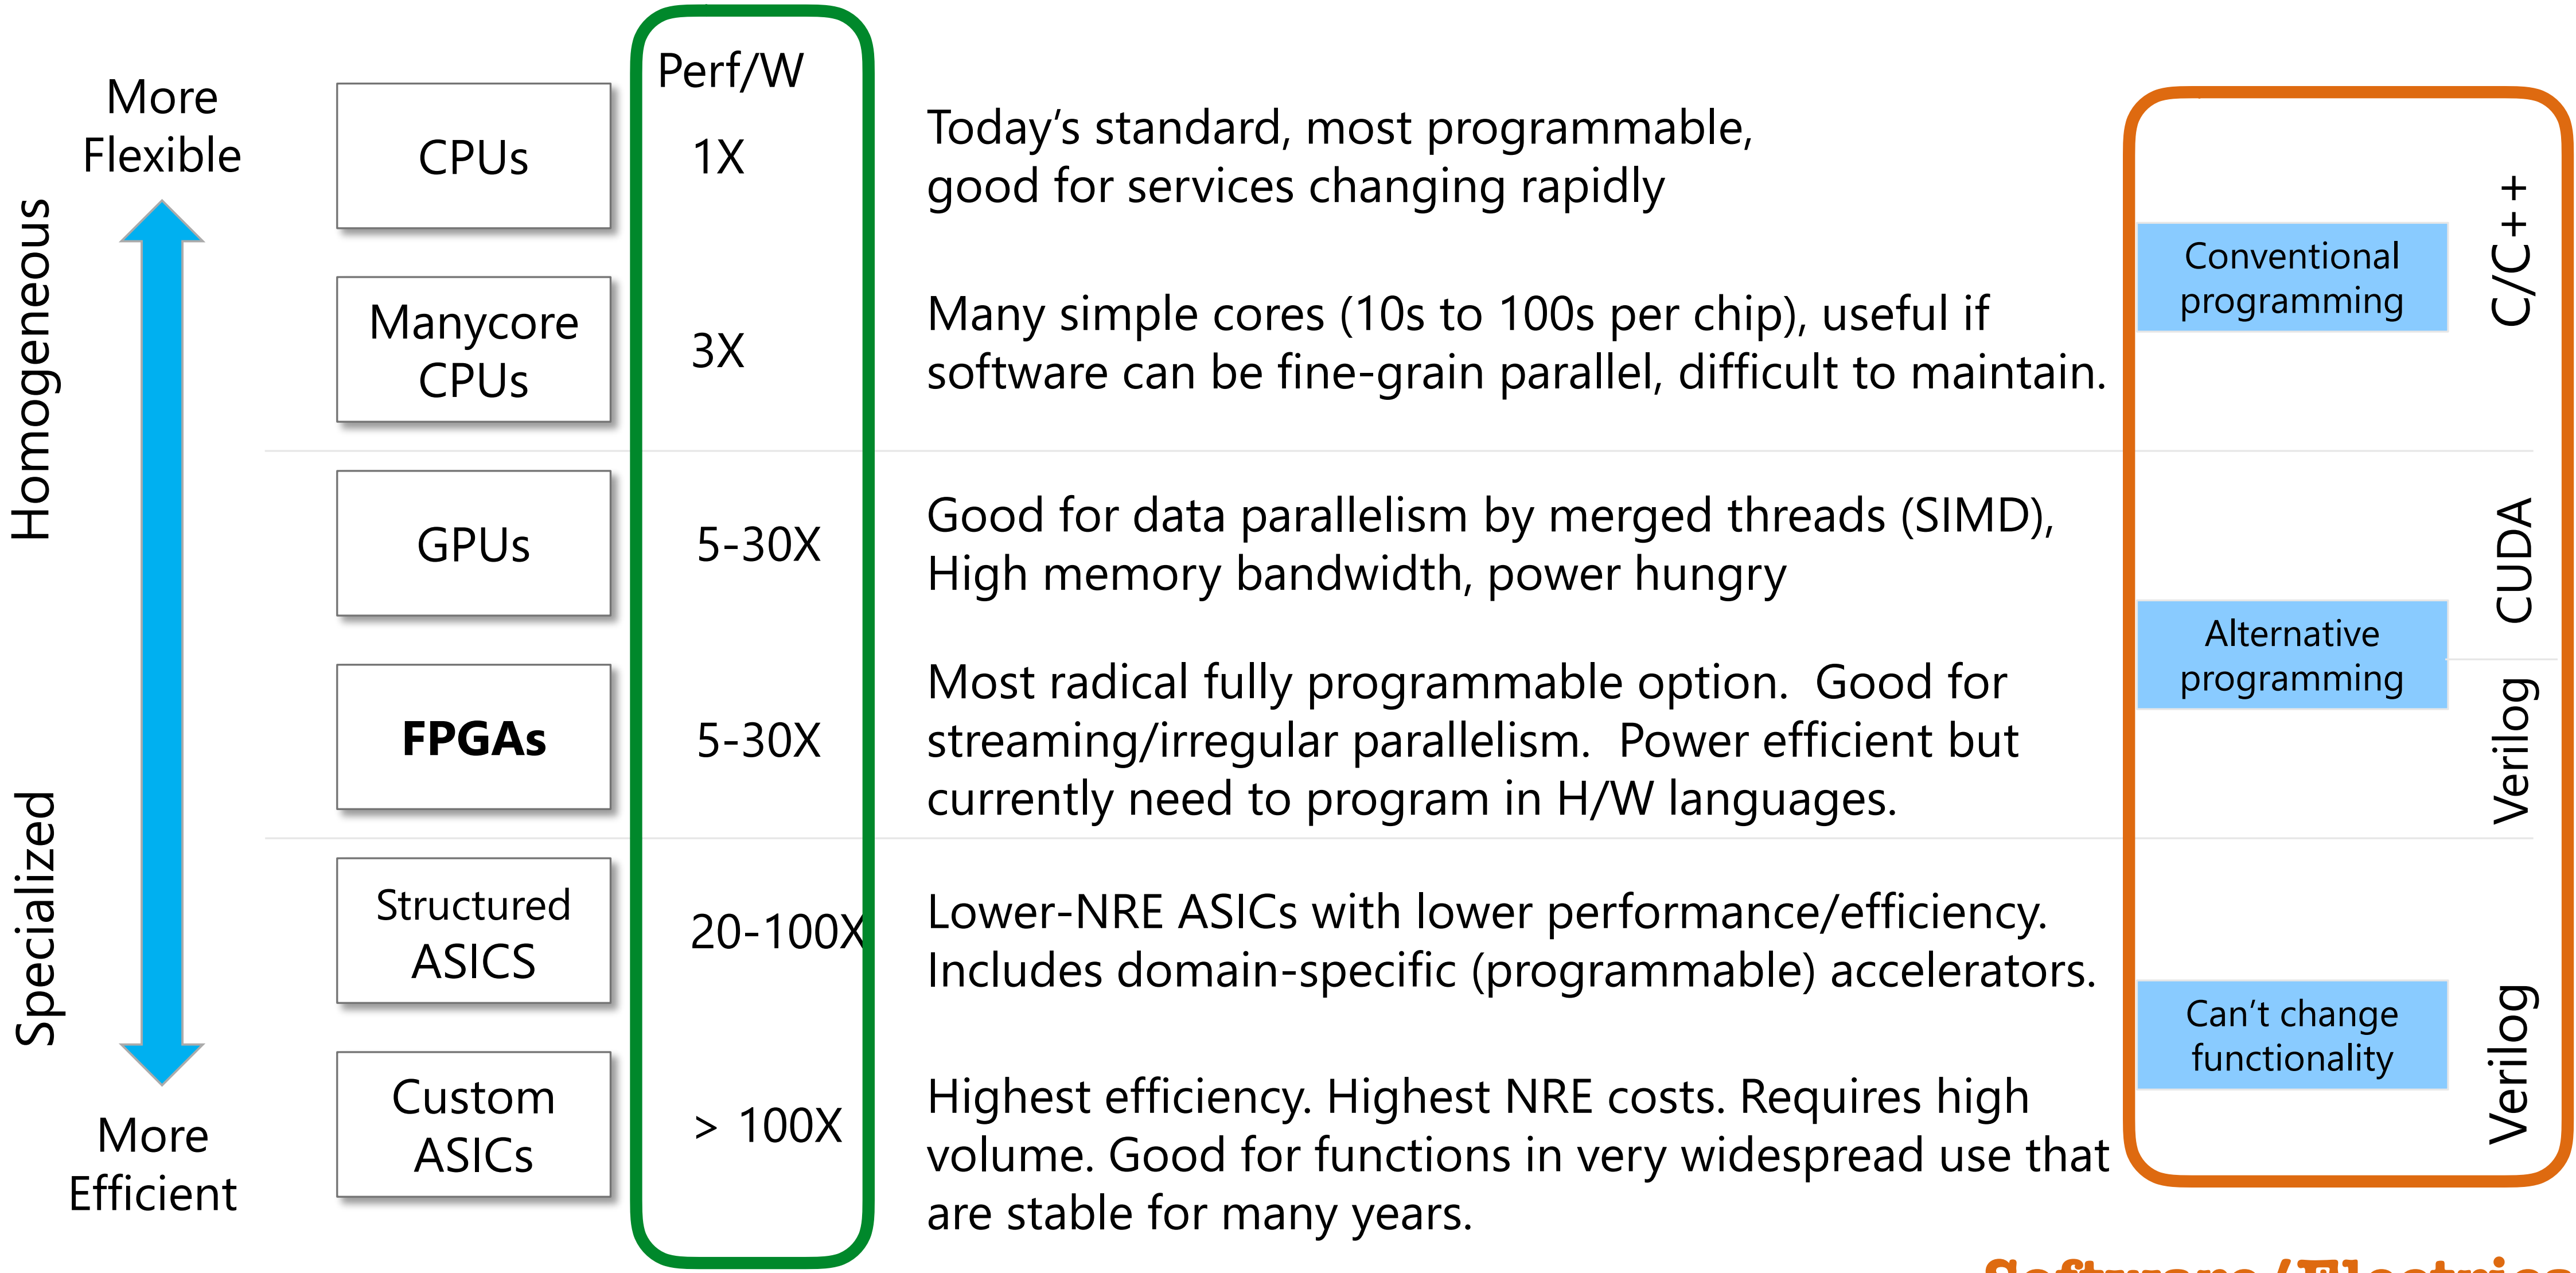 More
Flexible
Homogeneous
Specialized
More
Efficient
Perf/W
CPUs
1X
Today's standard, most programmable,
good for services changing rapidly
Manycore
CPUs
3X
Many simple cores (10s to 100s per chip), useful if
software can be fine-grain parallel, difficult to maintain.
Conventional
programming
C/C++
GPUs
5-30X
Good for data parallelism by merged threads (SIMD),
High memory bandwidth, power hungry
CUDA
Alternative
programming
FPGAs
5-30X
Most radical fully programmable option.  Good for
streaming/irregular parallelism.  Power efficient but
currently need to program in H/W languages.
Verilog
Structured
ASICS
20-100X
Lower-NRE ASICs with lower performance/efficiency.
Includes domain-specific (programmable) accelerators.
Can't change
functionality
Verilog
Custom
ASICs
> 100X
Highest efficiency. Highest NRE costs. Requires high
volume. Good for functions in very widespread use that
are stable for many years.